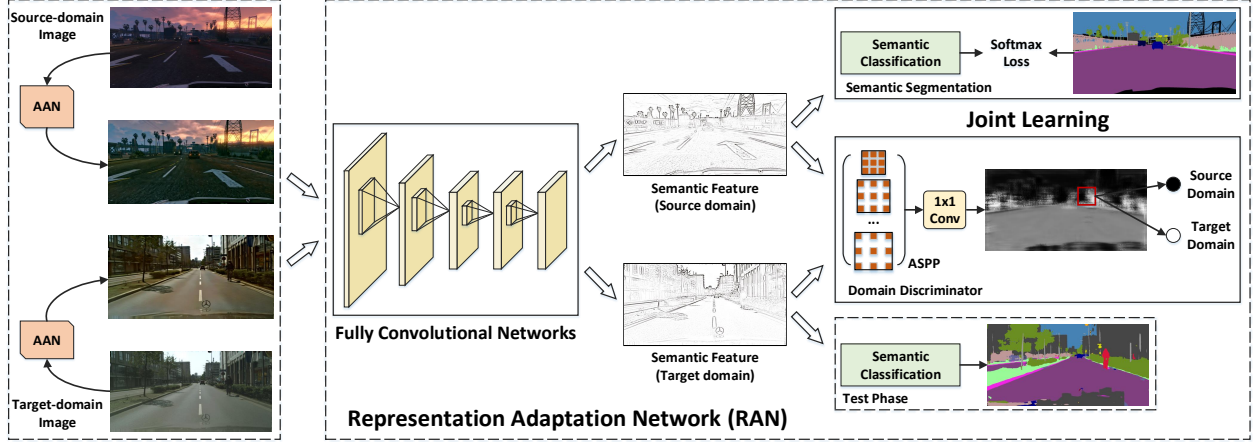 Source-domain
Image
AAN
AAN
Target-domain
Image
Fully Convolutional Networks
Semantic Feature
(Source domain)
Semantic Feature
(Target domain)
Representation Adaptation Network (RAN)
Semantic
Classification
Softmax
Loss
Semantic Segmentation
Joint Learning
...
ASPP
1x1
Conv
Source
Domain
Target
Domain
Domain Discriminator
Semantic
Classification
Test Phase